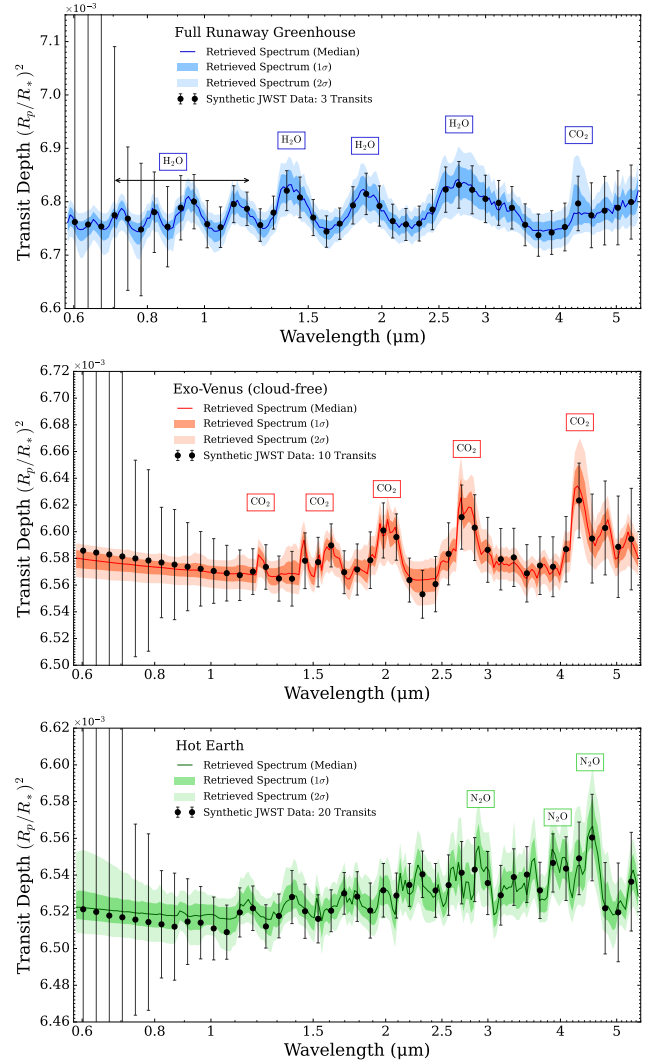 ×10⁻³
7.1
7.0
6.9
6.8
6.7
6.6
Transit Depth (Rₚ/R*)²
Full Runaway Greenhouse
Retrieved Spectrum (Median)
Retrieved Spectrum (1σ)
Retrieved Spectrum (2σ)
Synthetic JWST Data: 3 Transits
H₂O
H₂O
H₂O
H₂O
CO₂
0.6 0.8 1 1.5 2 3 4 5
Wavelength (μm)
×10⁻³
6.72
6.70
6.68
6.66
6.64
6.62
6.60
6.58
6.56
6.54
6.52
6.50
Transit Depth (Rₚ/R*)²
Exo-Venus (cloud-free)
Retrieved Spectrum (Median)
Retrieved Spectrum (1σ)
Retrieved Spectrum (2σ)
Synthetic JWST Data: 10 Transits
CO₂
CO₂
CO₂
CO₂
CO₂
0.6 0.8 1 1.5 2 3 4 5
Wavelength (μm)
×10⁻³
6.62
6.60
6.58
6.56
6.54
6.52
6.50
6.48
6.46
Transit Depth (Rₚ/R*)²
Hot Earth
Retrieved Spectrum (Median)
Retrieved Spectrum (1σ)
Retrieved Spectrum (2σ)
Synthetic JWST Data: 20 Transits
N₂O
N₂O
N₂O
0.6 0.8 1 1.5 2 3 4 5
Wavelength (μm)